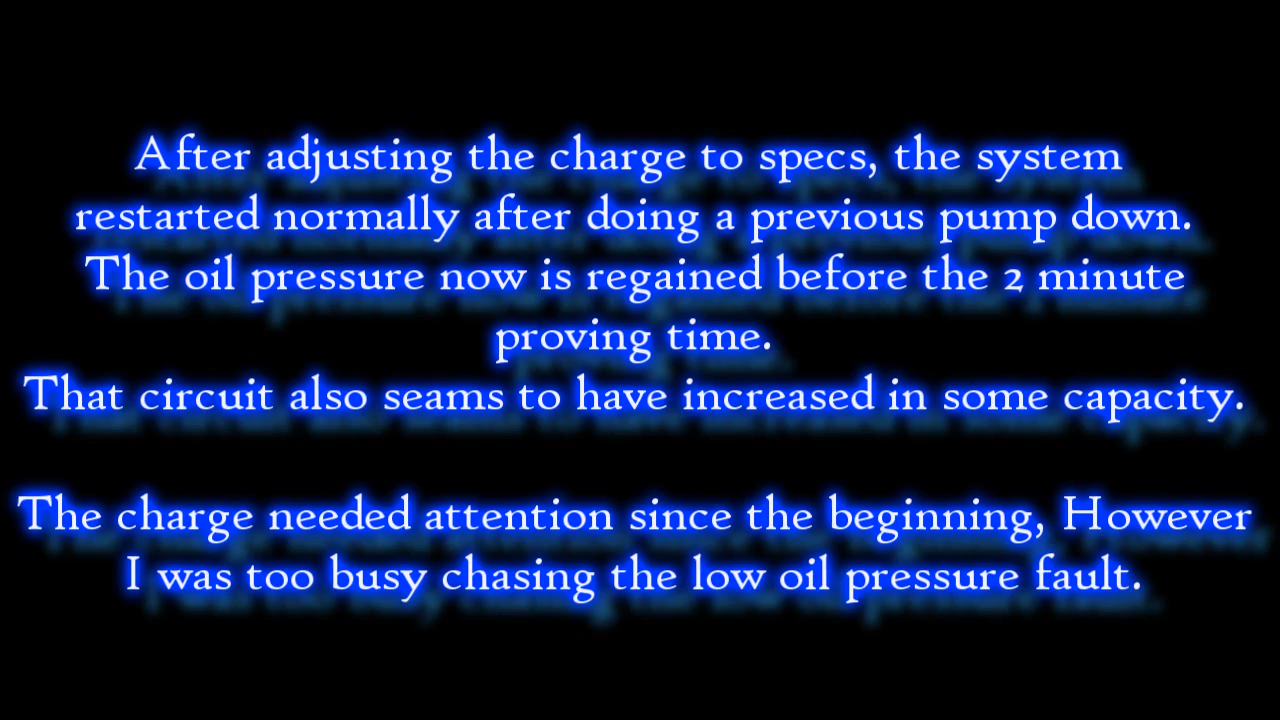 After adjusting the charge to specs, the system
restarted normally after doing a previous pump down.
The oil pressure now is regained before the 2 minute
proving time.
That circuit also seams to have increased in some capacity.
The charge needed attention since the beginning, However
I was too busy chasing the low oil pressure fault.